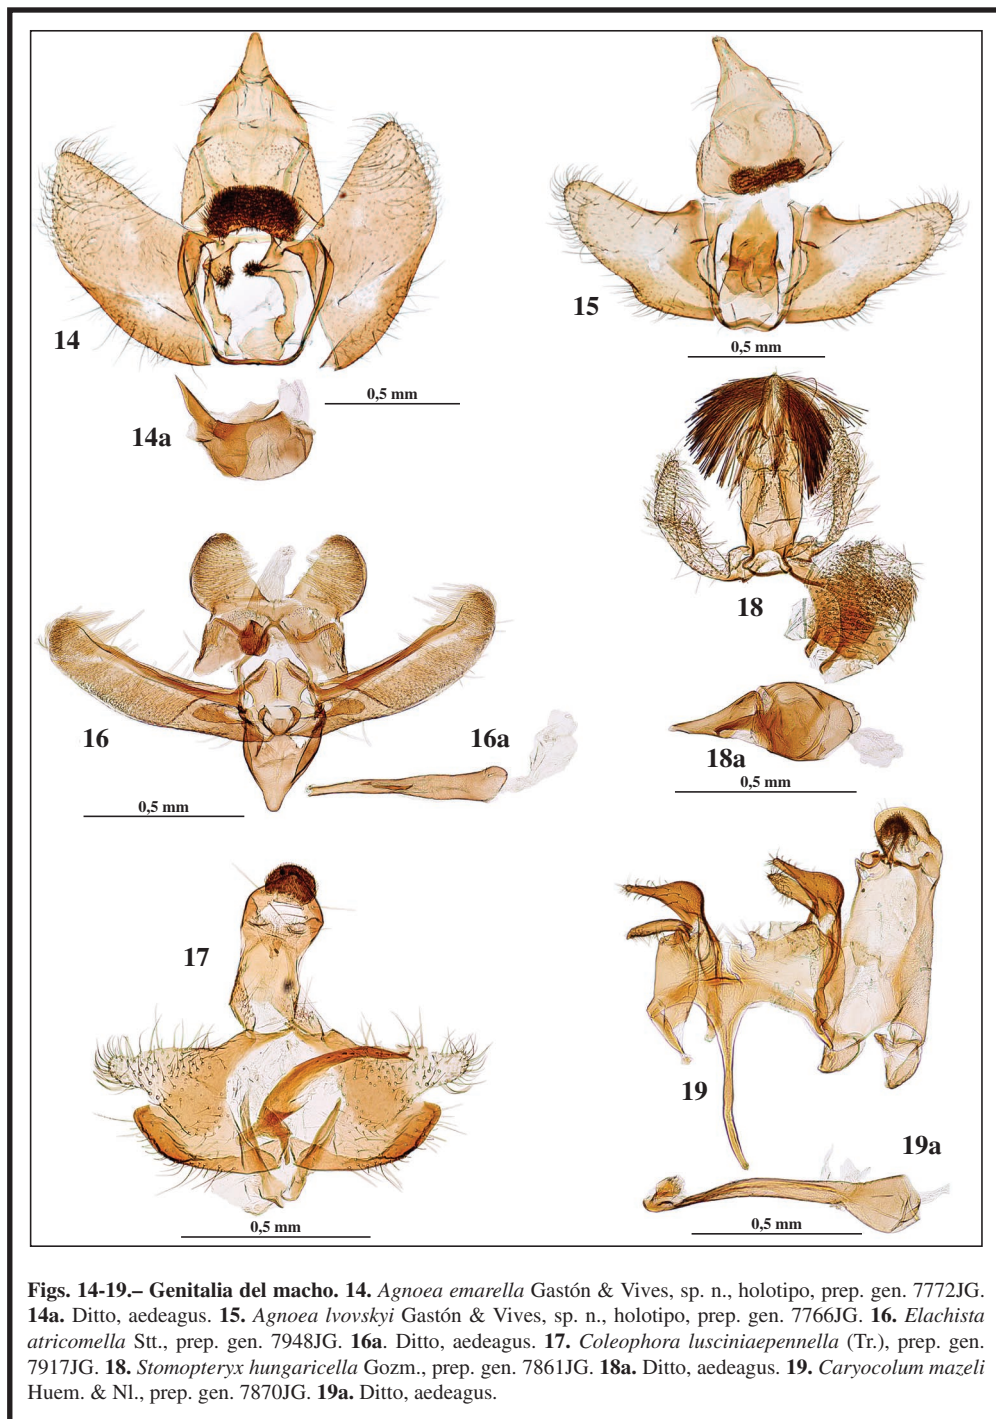 14
0,5 mm
14a
15
0,5 mm
16
0,5 mm
16a
18
18a
0,5 mm
17
0,5 mm
19
19a
0,5 mm
Figs. 14-19.– Genitalia del macho. 14. Agnoea emarella Gastón & Vives, sp. n., holotipo, prep. gen. 7772JG.
14a. Ditto, aedeagus. 15. Agnoea lvovskyi Gastón & Vives, sp. n., holotipo, prep. gen. 7766JG. 16. Elachista
atricomella Stt., prep. gen. 7948JG. 16a. Ditto, aedeagus. 17. Coleophora lusciniaepennella (Tr.), prep. gen.
7917JG. 18. Stomopteryx hungaricella Gozm., prep. gen. 7861JG. 18a. Ditto, aedeagus. 19. Caryocolum mazeli
Huem. & Nl., prep. gen. 7870JG. 19a. Ditto, aedeagus.